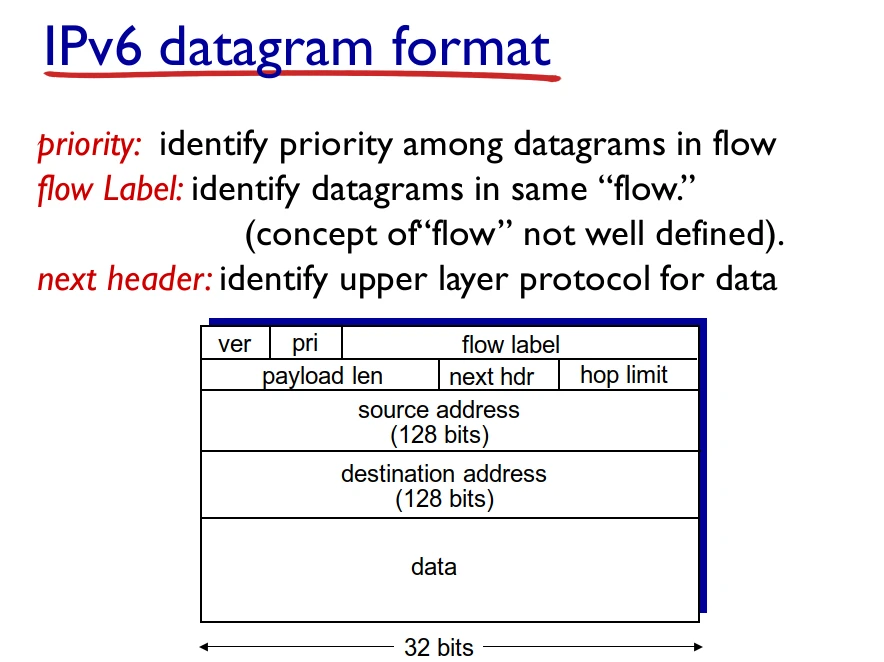 IPv6 datagram format
priority: identify priority among datagrams in flow
flow Label: identify datagrams in same “flow.”
(concept of“flow” not well defined).
next header: identify upper layer protocol for data
ver pri flow label
payload len next hdr hop limit
source address
(128 bits)
destination address
(128 bits)
data
32 bits